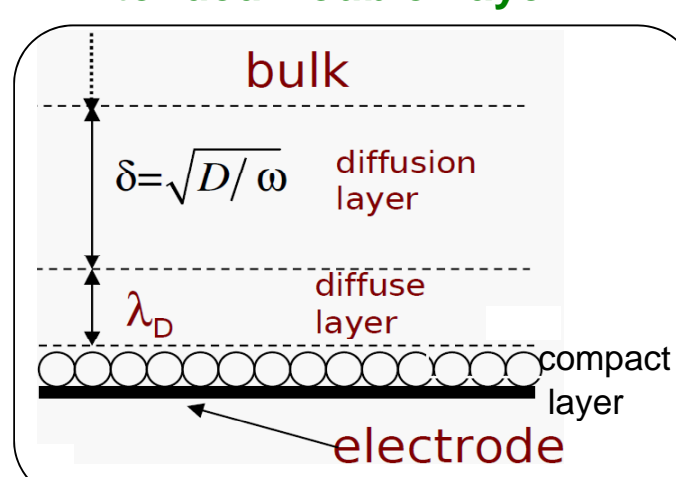 bulk
δ=√D/ω
diffusion
layer
diffuse
layer
λD
compact
layer
electrode